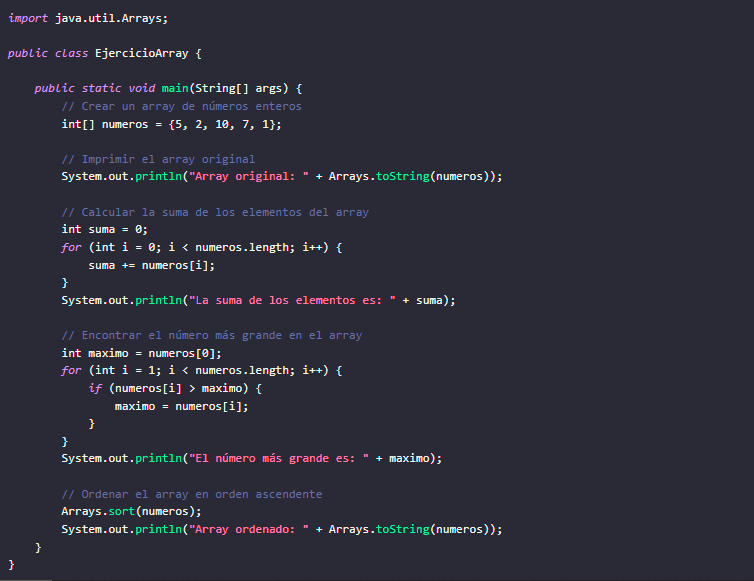 import java.util.Arrays;
public class EjercicioArray {
public static void main(String[] args) {
// Crear un array de números enteros
int[] numeros = {5, 2, 10, 7, 1};
// Imprimir el array original
System.out.println("Array original: " + Arrays.toString(numeros));
// Calcular la suma de los elementos del array
int suma = 0;
for (int i = 0; i < numeros.length; i++) {
suma += numeros[i];
}
System.out.println("La suma de los elementos es: " + suma);
// Encontrar el número más grande en el array
int maximo = numeros[0];
for (int i = 1; i < numeros.length; i++) {
if (numeros[i] > maximo) {
maximo = numeros[i];
}
}
System.out.println("El número más grande es: " + maximo);
// Ordenar el array en orden ascendente
Arrays.sort(numeros);
System.out.println("Array ordenado: " + Arrays.toString(numeros));
}
}